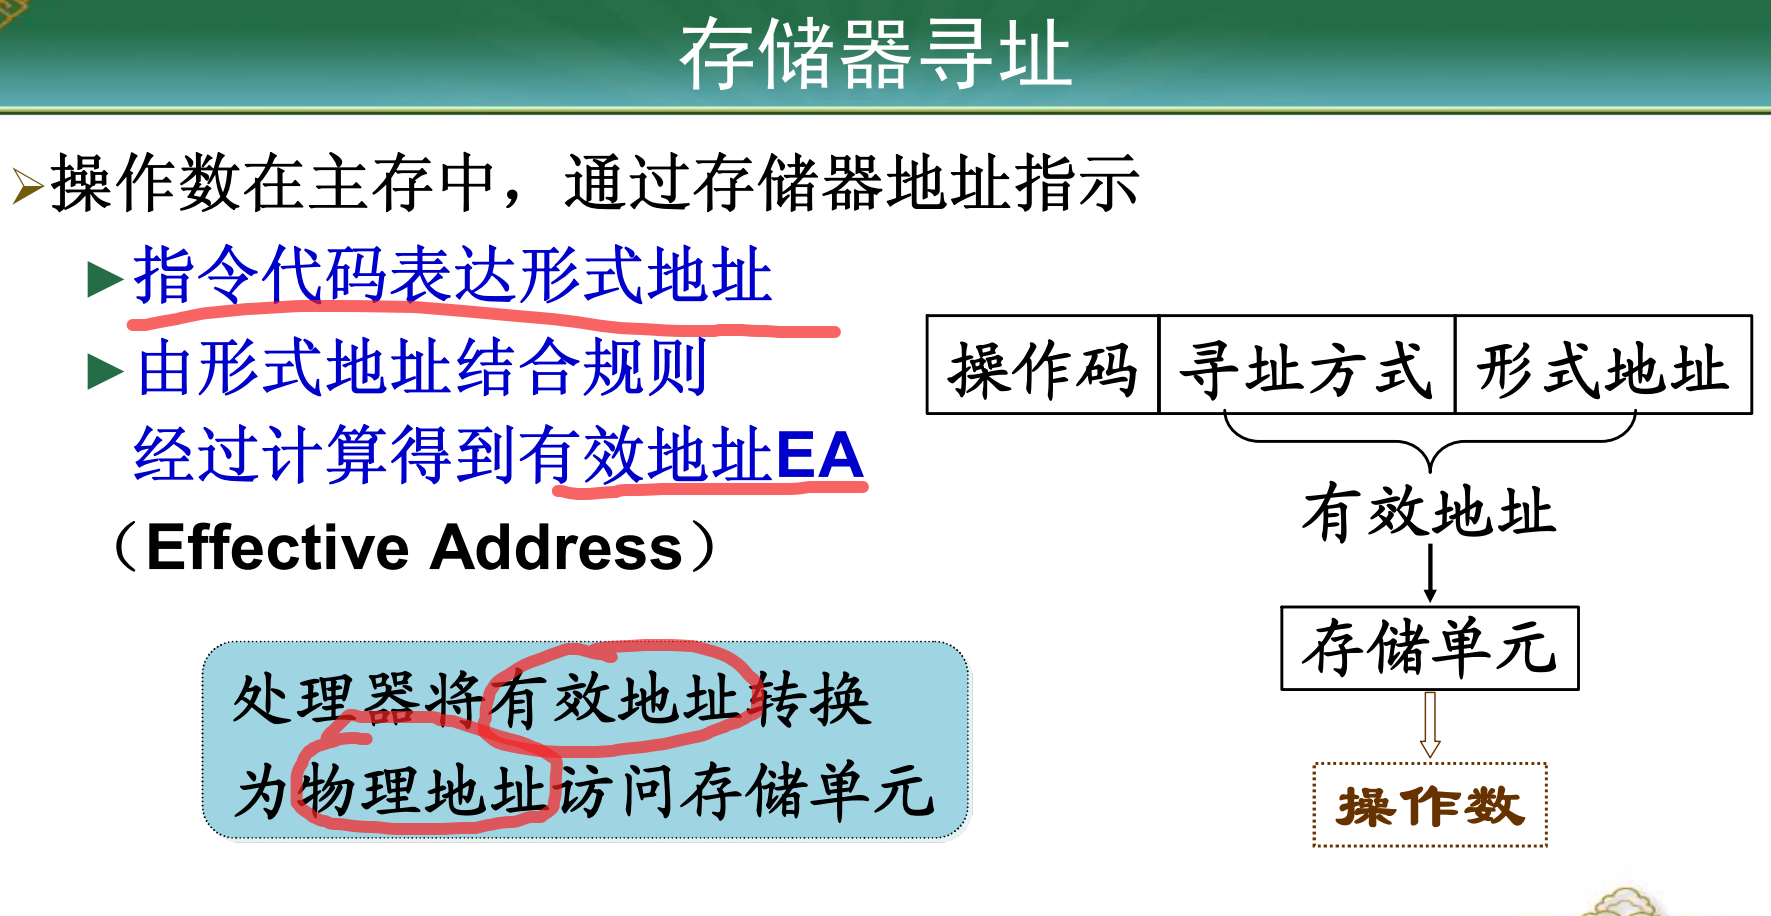 存储器寻址
操作数在主存中，通过存储器地址指示
指令代码表达形式地址
由形式地址结合规则
经过计算得到有效地址EA
（Effective Address）
处理器将有效地址转换
为物理地址访问存储单元
操作码 寻址方式 形式地址
有效地址
存储单元
操作数